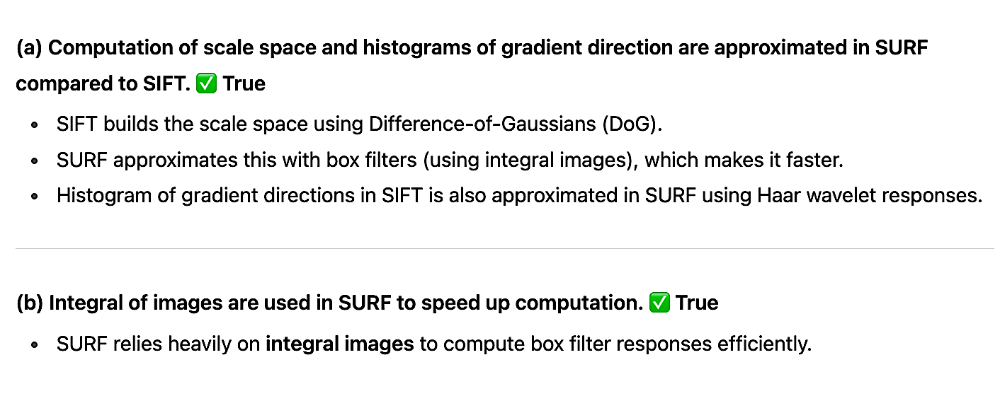 (a) Computation of scale space and histograms of gradient direction are approximated in SURF
compared to SIFT. ✅ True
• SIFT builds the scale space using Difference-of-Gaussians (DoG).
• SURF approximates this with box filters (using integral images), which makes it faster.
• Histogram of gradient directions in SIFT is also approximated in SURF using Haar wavelet responses.
(b) Integral of images are used in SURF to speed up computation. ✅ True
• SURF relies heavily on integral images to compute box filter responses efficiently.